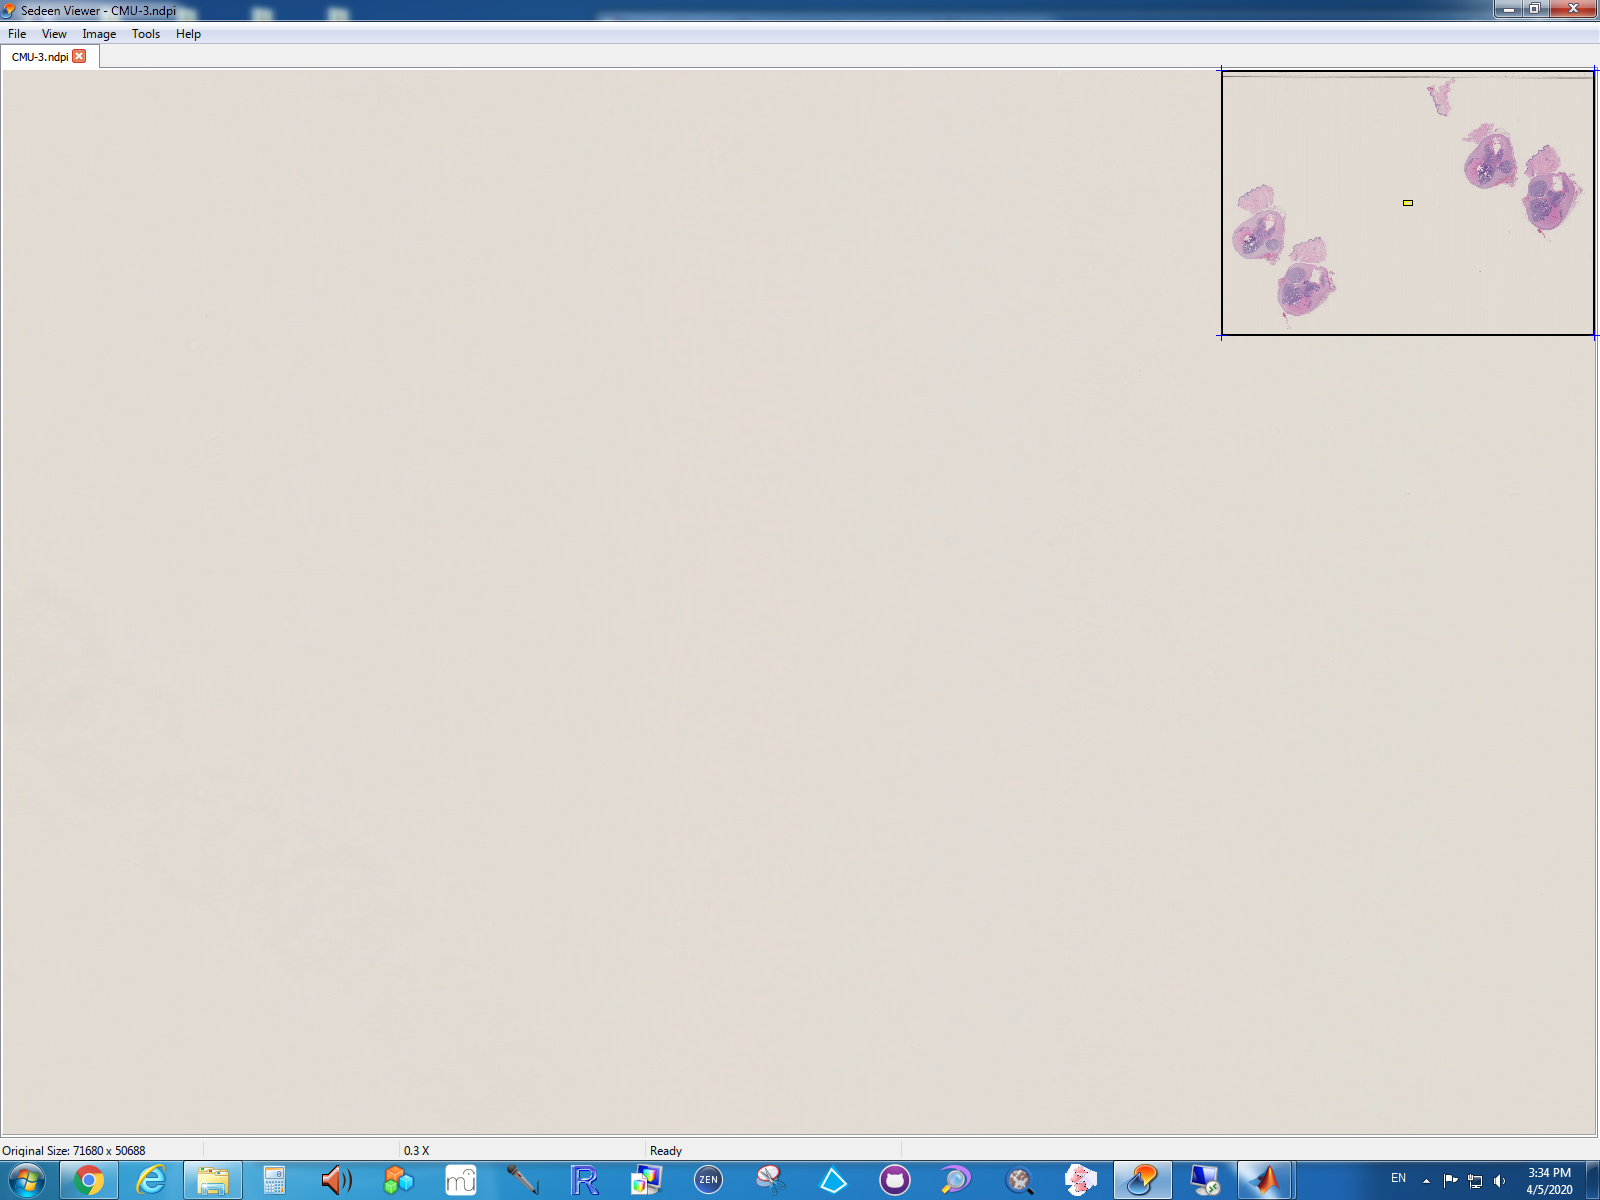 Sedeen Viewer - CMU-3.ndpi
File View Image Tools Help
CMU-3.ndpi
Original Size: 71680 x 50688 0.3 X Ready
mi R ZEN EN 3:34 PM
4/5/2020